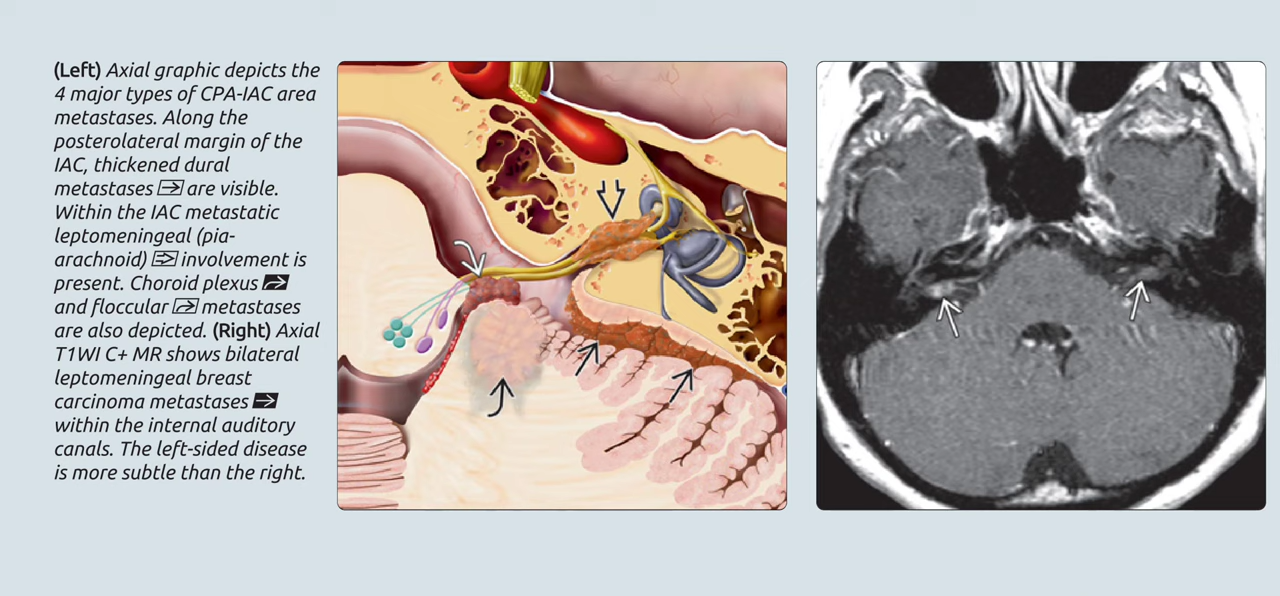 (Left) Axial graphic depicts the
4 major types of CPA-IAC area
metastases. Along the
posterolateral margin of the
IAC, thickened dural
metastases are visible.
Within the IAC metastatic
leptomeningeal (pia-
arachnoid) involvement is
present. Choroid plexus
and floccular metastases
are also depicted. (Right) Axial
T1WI C+ MR shows bilateral
leptomeningeal breast
carcinoma metastases
within the internal auditory
canals. The left-sided disease
is more subtle than the right.